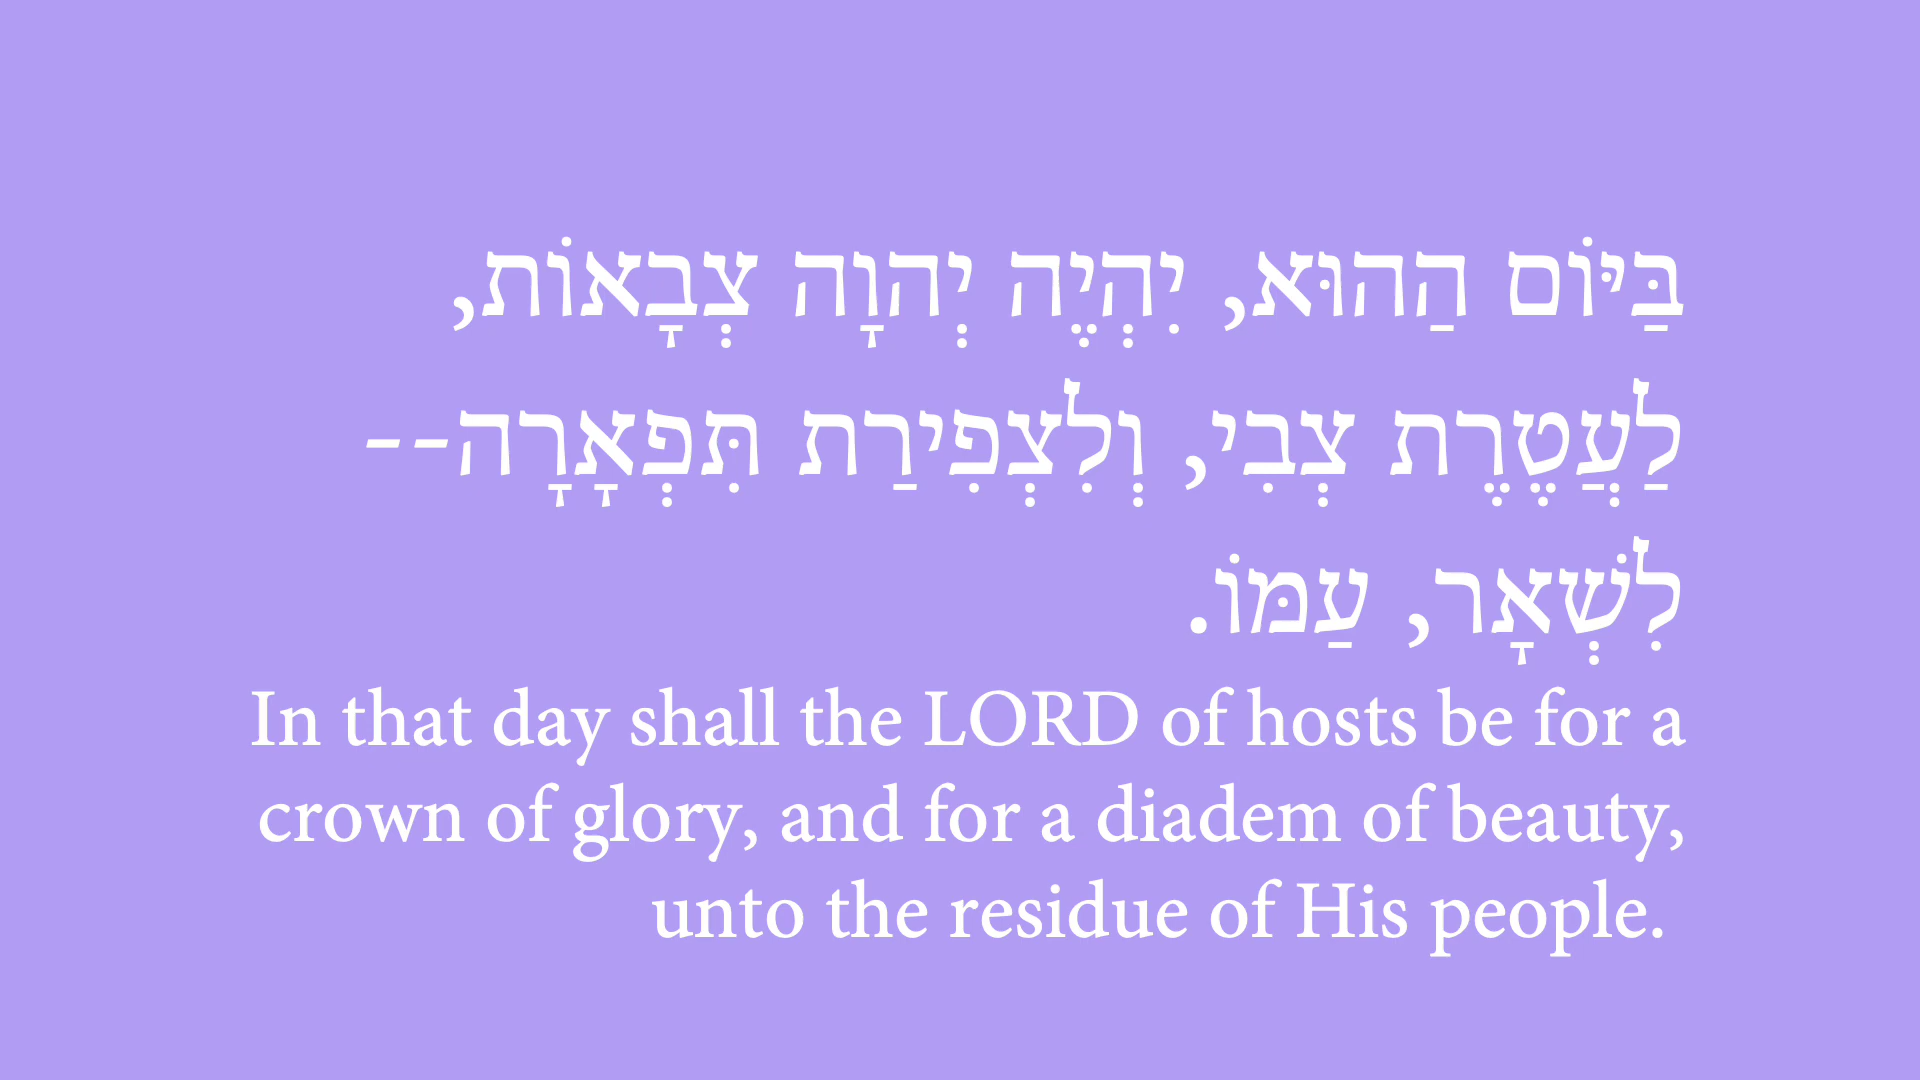 בַּיּוֹם הַהוּא, יִהְיֶה יְהוָה צְבָאוֹת,
לַעֲטֶרֶת צְבִי, וְלִצְפִירַת תִּפְאָרָה--
לִשְׁאָר, עַמּוֹ.
In that day shall the LORD of hosts be for a
crown of glory, and for a diadem of beauty,
unto the residue of His people.